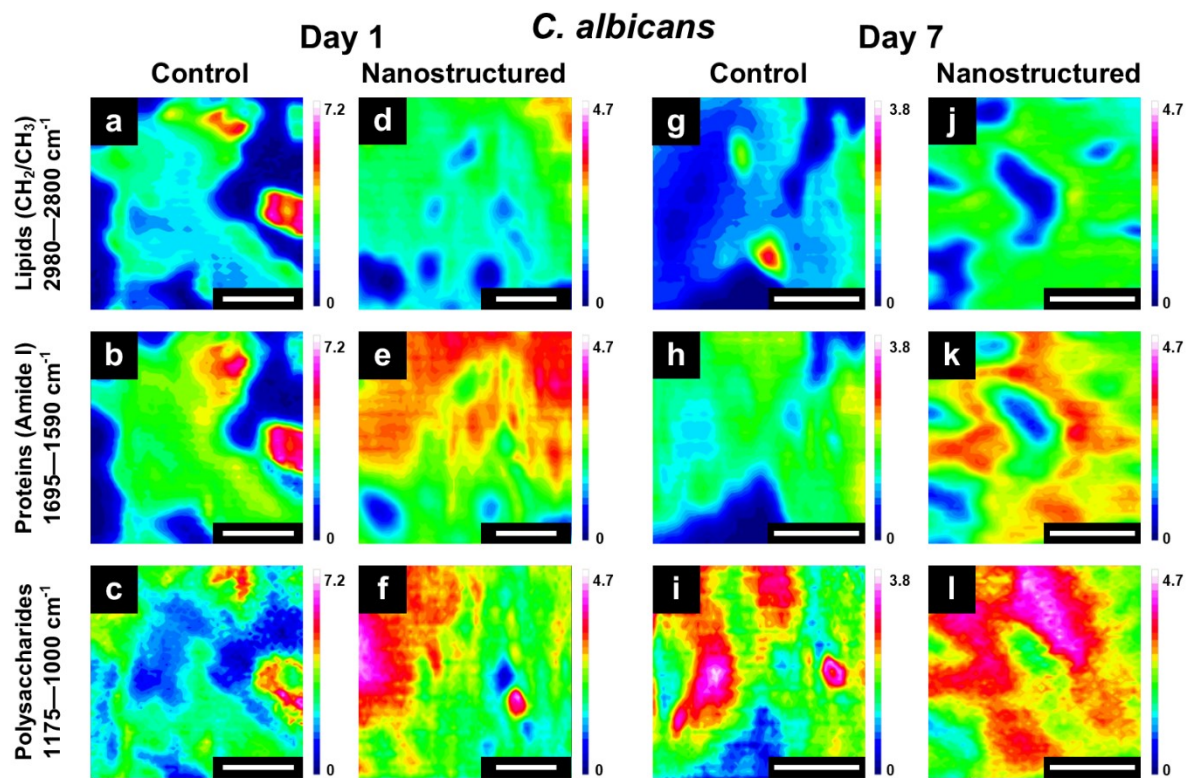 C. albicans
Day 1
Day 7
Control
Nanostructured
Control
Nanostructured
Lipids (CH₂/CH₃)
2980—2800 cm⁻¹
a
7.2
0
d
4.7
0
g
3.8
0
j
4.7
0
Proteins (Amide I)
1695—1590 cm⁻¹
b
7.2
0
e
4.7
0
h
3.8
0
k
4.7
0
Polysaccharides
1175—1000 cm⁻¹
c
7.2
0
f
4.7
0
i
3.8
0
l
4.7
0